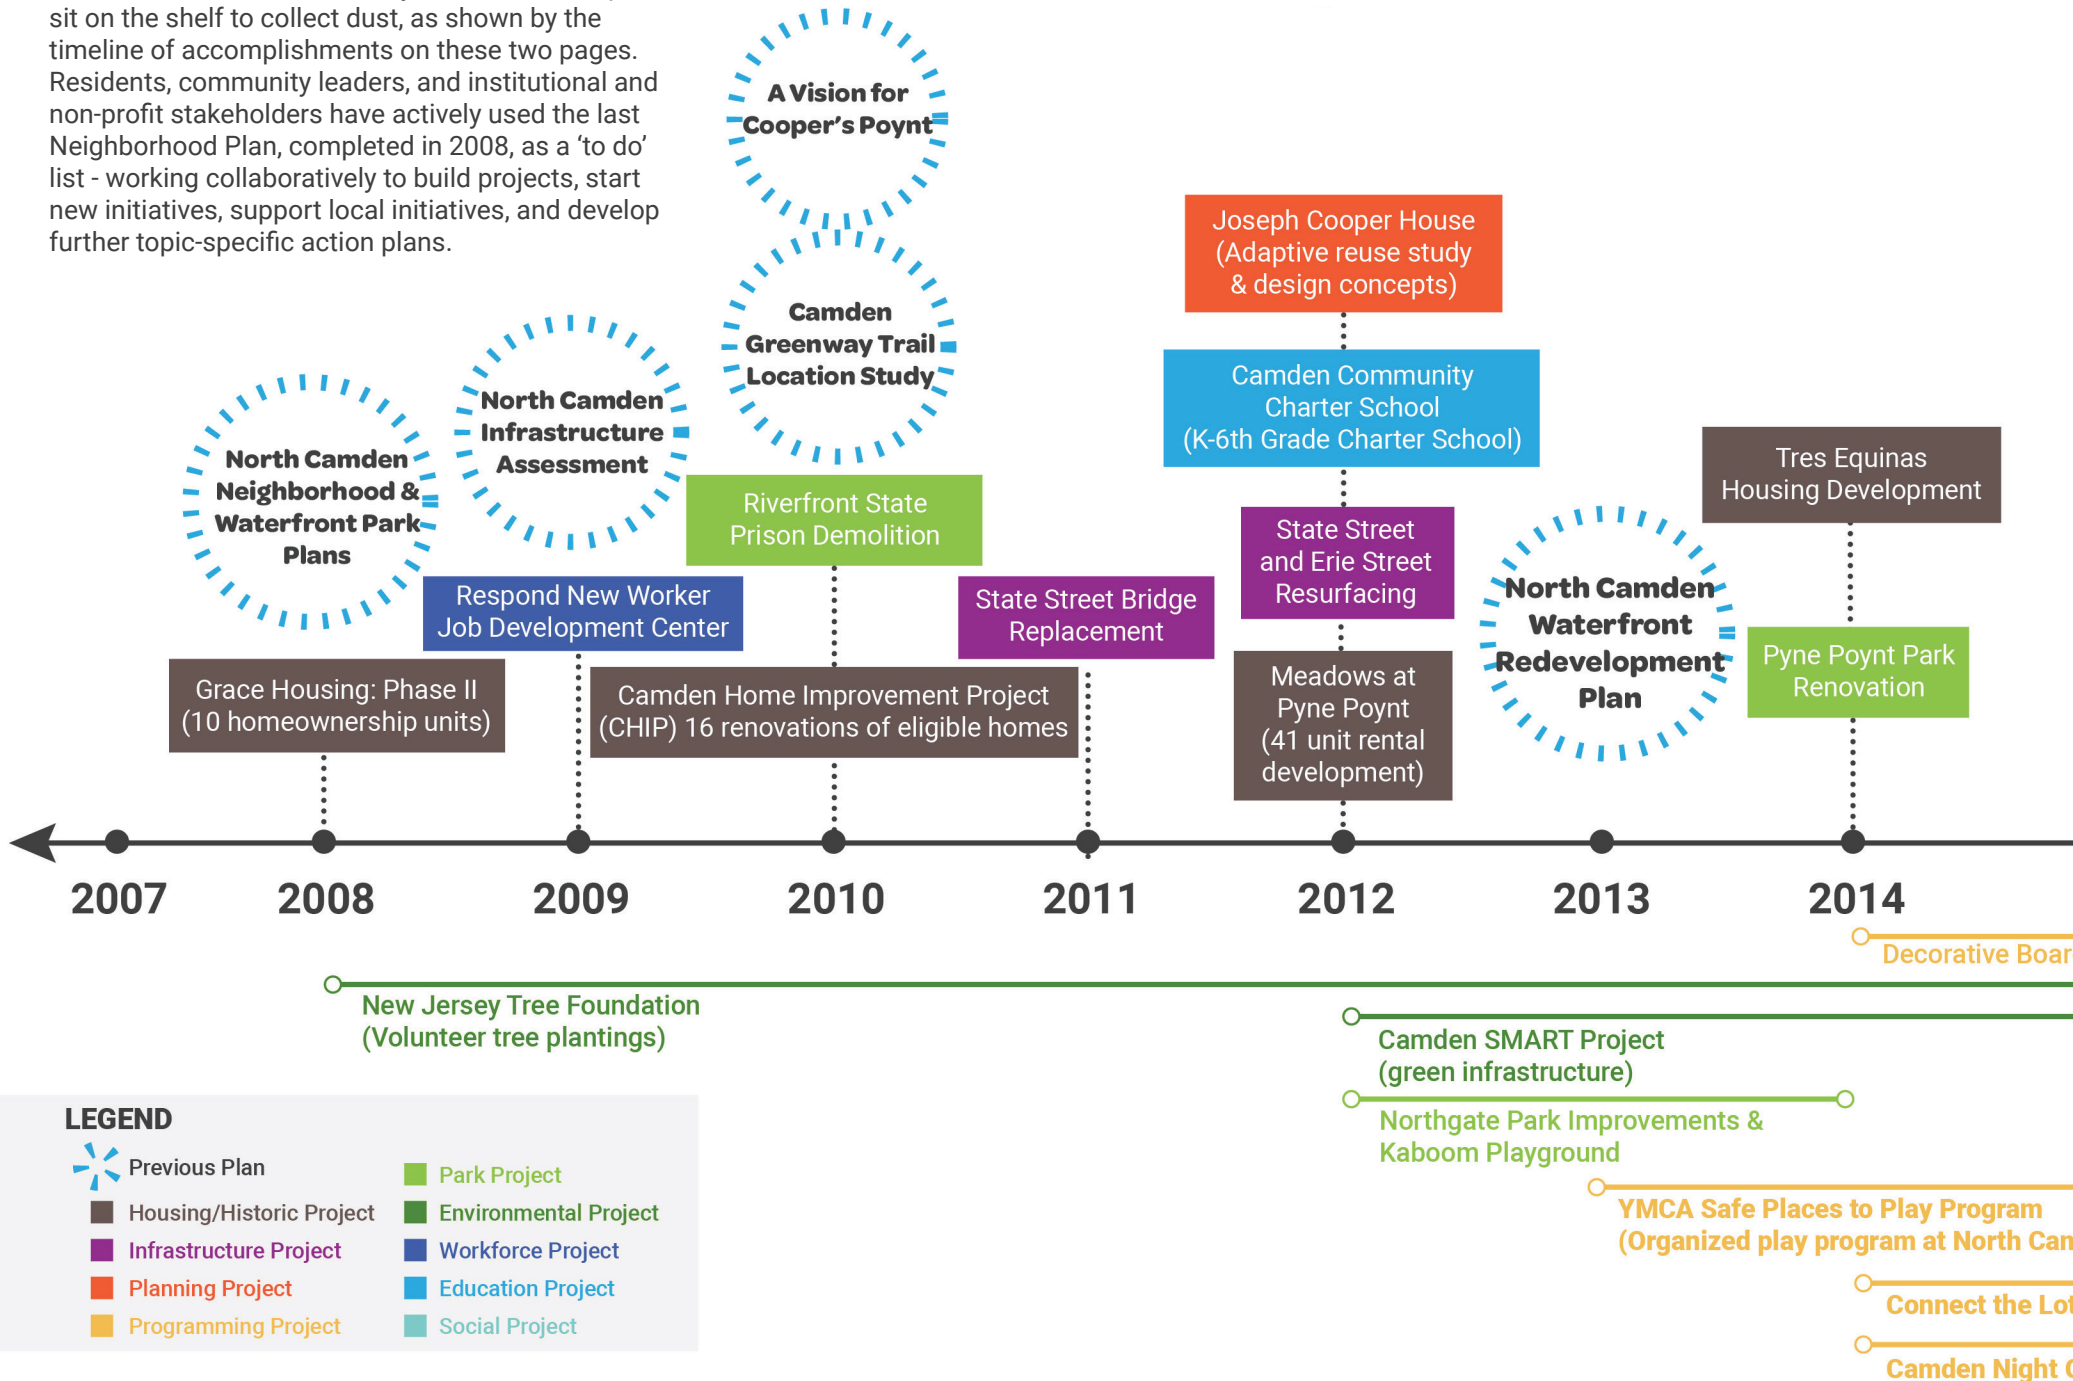 sit on the shelf to collect dust, as shown by the
timeline of accomplishments on these two pages.
Residents, community leaders, and institutional and
non-profit stakeholders have actively used the last
Neighborhood Plan, completed in 2008, as a ‘to do’
list - working collaboratively to build projects, start
new initiatives, support local initiatives, and develop
further topic-specific action plans.
A Vision for
Cooper’s Poynt
Camden
Greenway Trail
Location Study
North Camden
Infrastructure
Assessment
North Camden
Neighborhood &
Waterfront Park
Plans
Joseph Cooper House
(Adaptive reuse study
& design concepts)
Camden Community
Charter School
(K-6th Grade Charter School)
State Street
and Erie Street
Resurfacing
Meadows at
Pyne Poynt
(41 unit rental
development)
Riverfront State
Prison Demolition
Respond New Worker
Job Development Center
State Street Bridge
Replacement
Grace Housing: Phase II
(10 homeownership units)
Camden Home Improvement Project
(CHIP) 16 renovations of eligible homes
North Camden
Waterfront
Redevelopment
Plan
Tres Equinas
Housing Development
Pyne Poynt Park
Renovation
2007
2008
2009
2010
2011
2012
2013
2014
Decorative Boar
New Jersey Tree Foundation
(Volunteer tree plantings)
Camden SMART Project
(green infrastructure)
Northgate Park Improvements &
Kaboom Playground
YMCA Safe Places to Play Program
(Organized play program at North Cam
Connect the Lot
Camden Night
LEGEND
Previous Plan
Housing/Historic Project
Infrastructure Project
Planning Project
Programming Project
Park Project
Environmental Project
Workforce Project
Education Project
Social Project